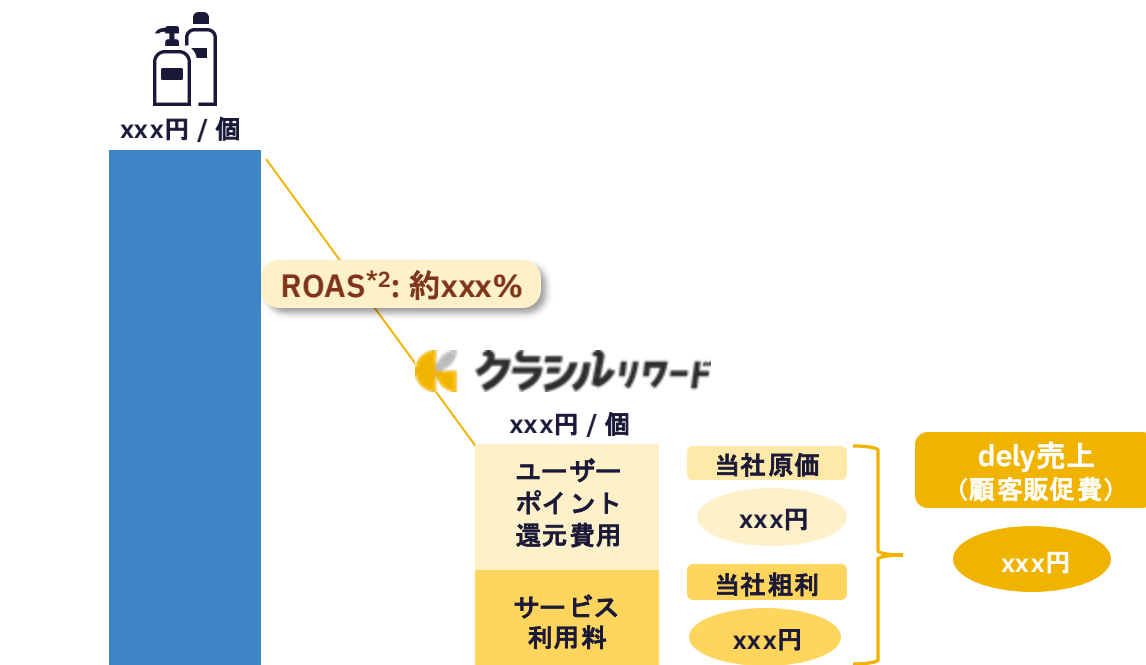 xxx円 / 個
ROAS*2: 約xxx%
クラシルリワード
xxx円 / 個
ユーザー
ポイント
還元費用
当社原価
xxx円
サービス
利用料
当社粗利
xxx円
dely売上
（顧客販促費）
xxx円